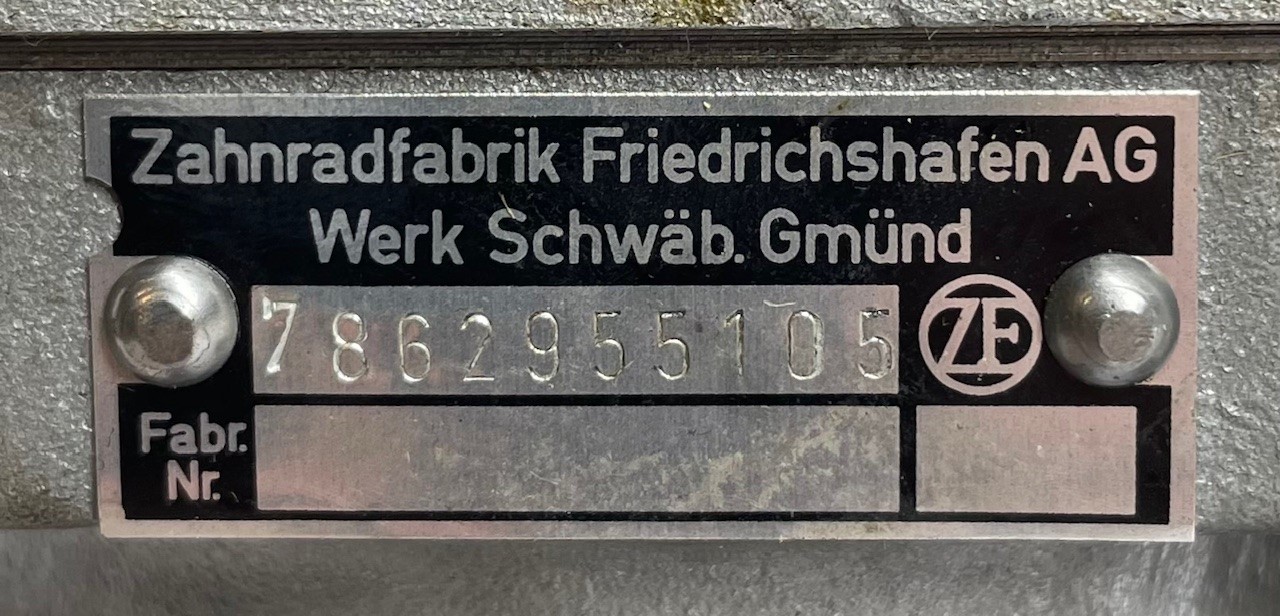 Zahnradfabrik Friedrichshafen AG
Werk Schwäb. Gmünd
7862955105
ZF
Fabr.
Nr.